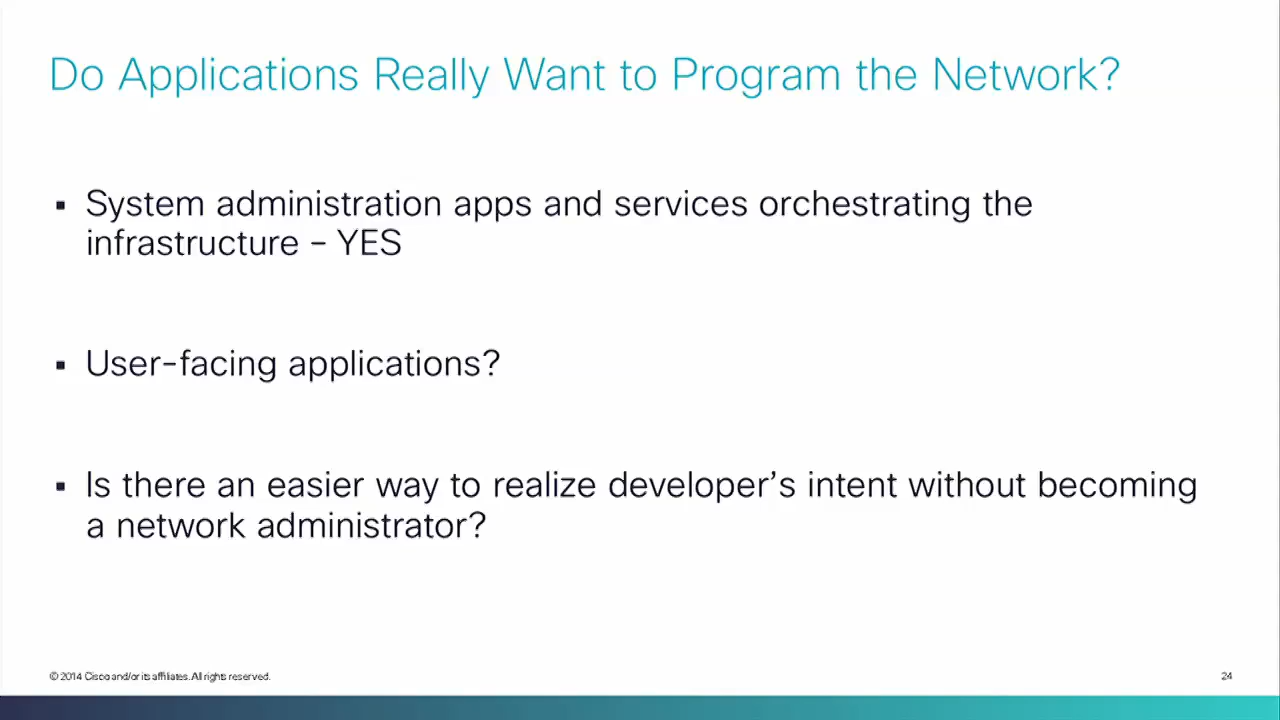 Do Applications Really Want to Program the Network?
▪ System administration apps and services orchestrating the
infrastructure – YES
▪ User-facing applications?
▪ Is there an easier way to realize developer’s intent without becoming
a network administrator?
© 2014 Cisco and/or its affiliates. All rights reserved.
24